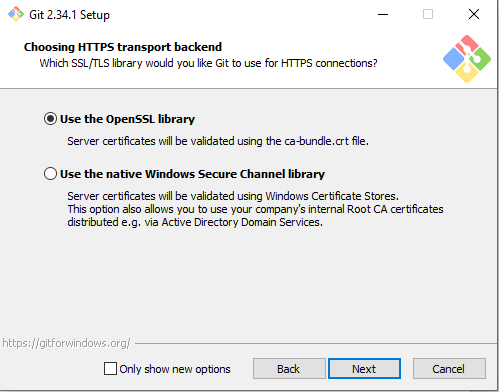 Git 2.34.1 Setup
Choosing HTTPS transport backend
Which SSL/TLS library would you like Git to use for HTTPS connections?
Use the OpenSSL library
Server certificates will be validated using the ca-bundle.crt file.
Use the native Windows Secure Channel library
Server certificates will be validated using Windows Certificate Stores.
This option also allows you to use your company's internal Root CA certificates
distributed e.g. via Active Directory Domain Services.
https://gitforwindows.org/
Only show new options
Back
Next
Cancel